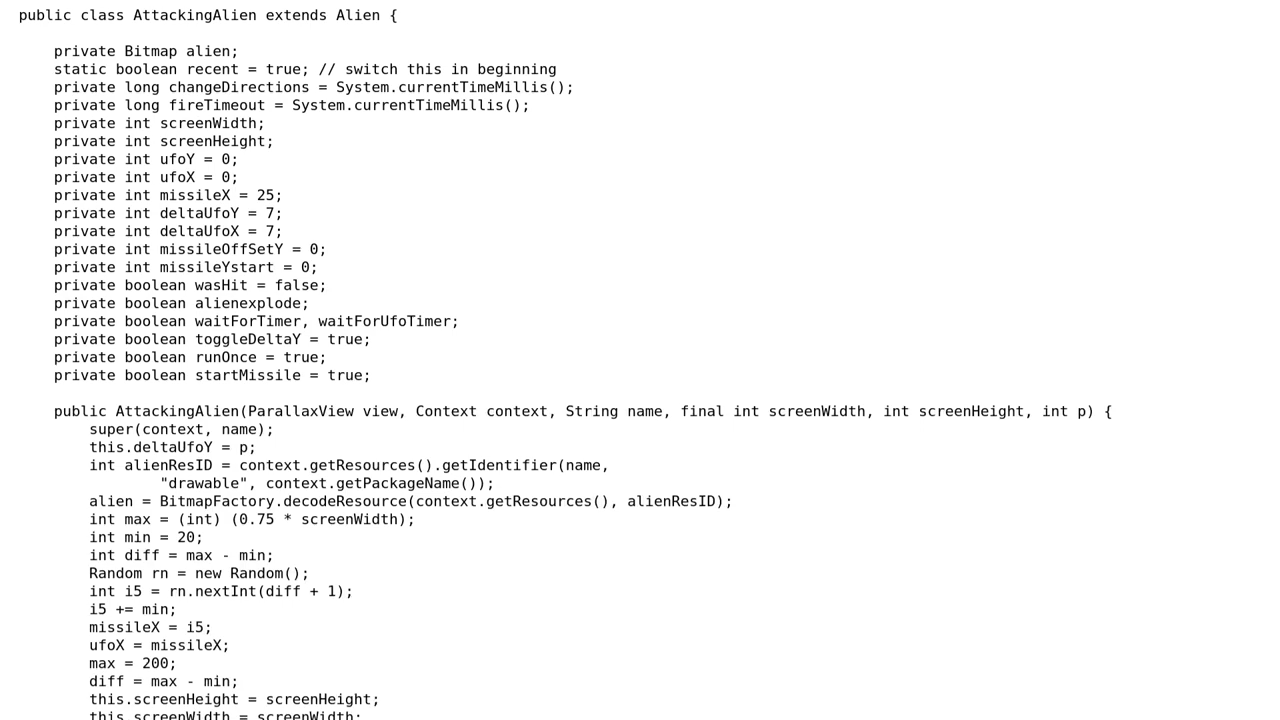 public class AttackingAlien extends Alien {
private Bitmap alien;
static boolean recent = true; // switch this in beginning
private long changeDirections = System.currentTimeMillis();
private long fireTimeout = System.currentTimeMillis();
private int screenWidth;
private int screenHeight;
private int ufoY = 0;
private int ufoX = 0;
private int missileX = 25;
private int deltaUfoY = 7;
private int deltaUfoX = 7;
private int missileOffSetY = 0;
private int missileYstart = 0;
private boolean wasHit = false;
private boolean alienexplode;
private boolean waitForTimer, waitForUfoTimer;
private boolean toggleDeltaY = true;
private boolean runOnce = true;
private boolean startMissile = true;
public AttackingAlien(ParallaxView view, Context context, String name, final int screenWidth, int screenHeight, int p) {
super(context, name);
this.deltaUfoY = p;
int alienResID = context.getResources().getIdentifier(name,
"drawable", context.getPackageName());
alien = BitmapFactory.decodeResource(context.getResources(), alienResID);
int max = (int) (0.75 * screenWidth);
int min = 20;
int diff = max - min;
Random rn = new Random();
int i5 = rn.nextInt(diff + 1);
i5 += min;
missileX = i5;
ufoX = missileX;
max = 200;
diff = max - min;
this.screenHeight = screenHeight;
this.screenWidth = screenWidth;